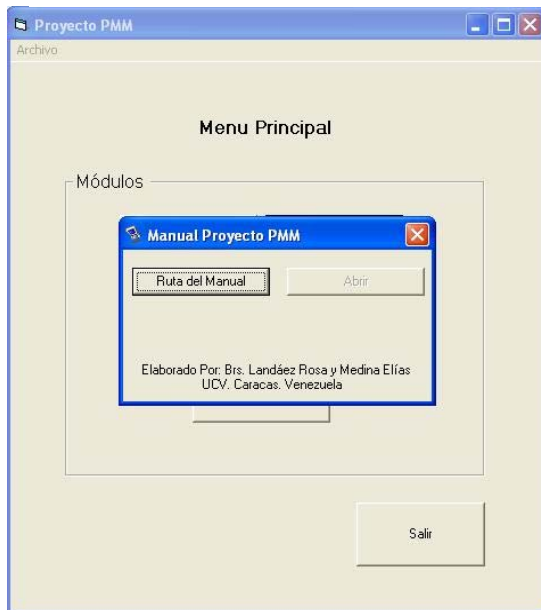 Proyecto PMM
Archivo
Menu Principal
Módulos
Manual Proyecto PMM
Ruta del Manual
Abrir
Elaborado Por: Brs. Landáez Rosa y Medina Elías
UCV. Caracas. Venezuela
Salir